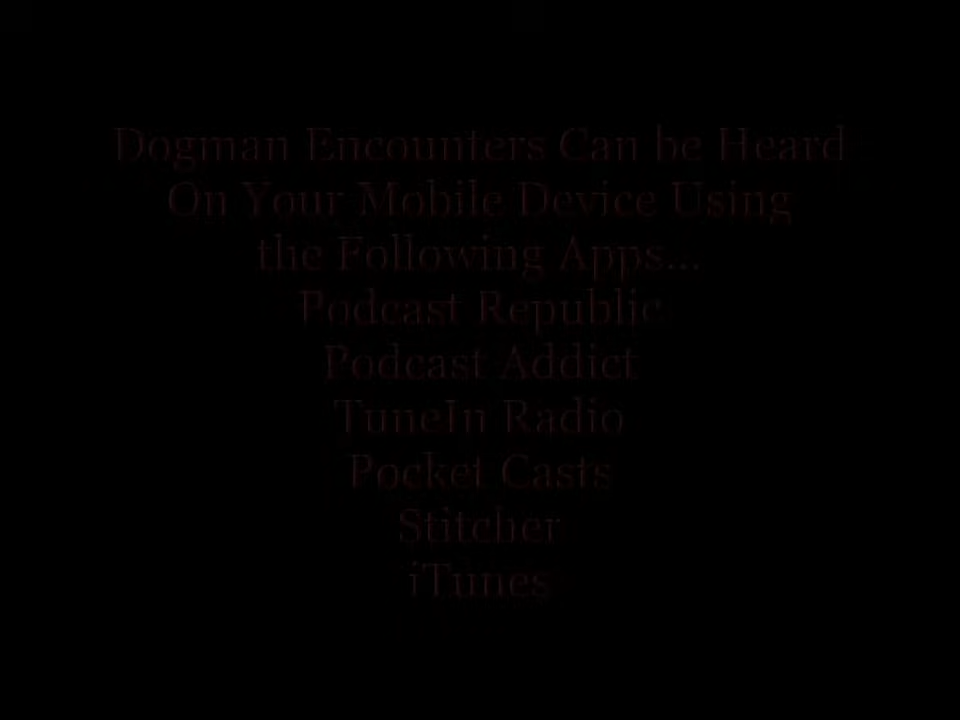 Dogman Encounters Can be Heard
On Your Mobile Device Using
the Following Apps...
Podcast Republic
Podcast Addict
TuneIn Radio
Pocket Casts
Stitcher
iTunes